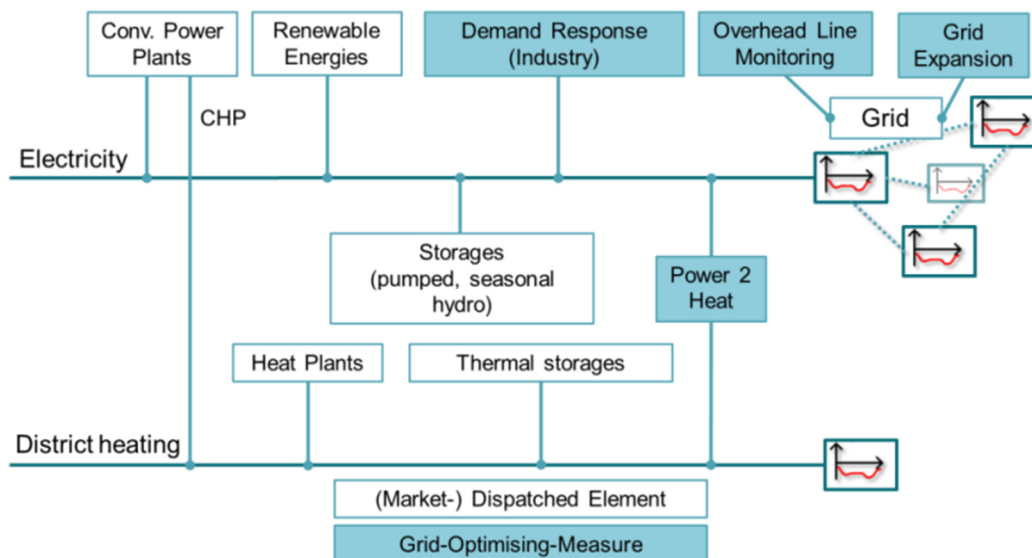 Conv. Power
Plants
Renewable
Energies
Demand Response
(Industry)
Overhead Line
Monitoring
Grid
Expansion
CHP
Grid
Electricity
Storages
(pumped, seasonal
hydro)
Power 2
Heat
Heat Plants
Thermal storages
District heating
(Market-) Dispatched Element
Grid-Optimising-Measure